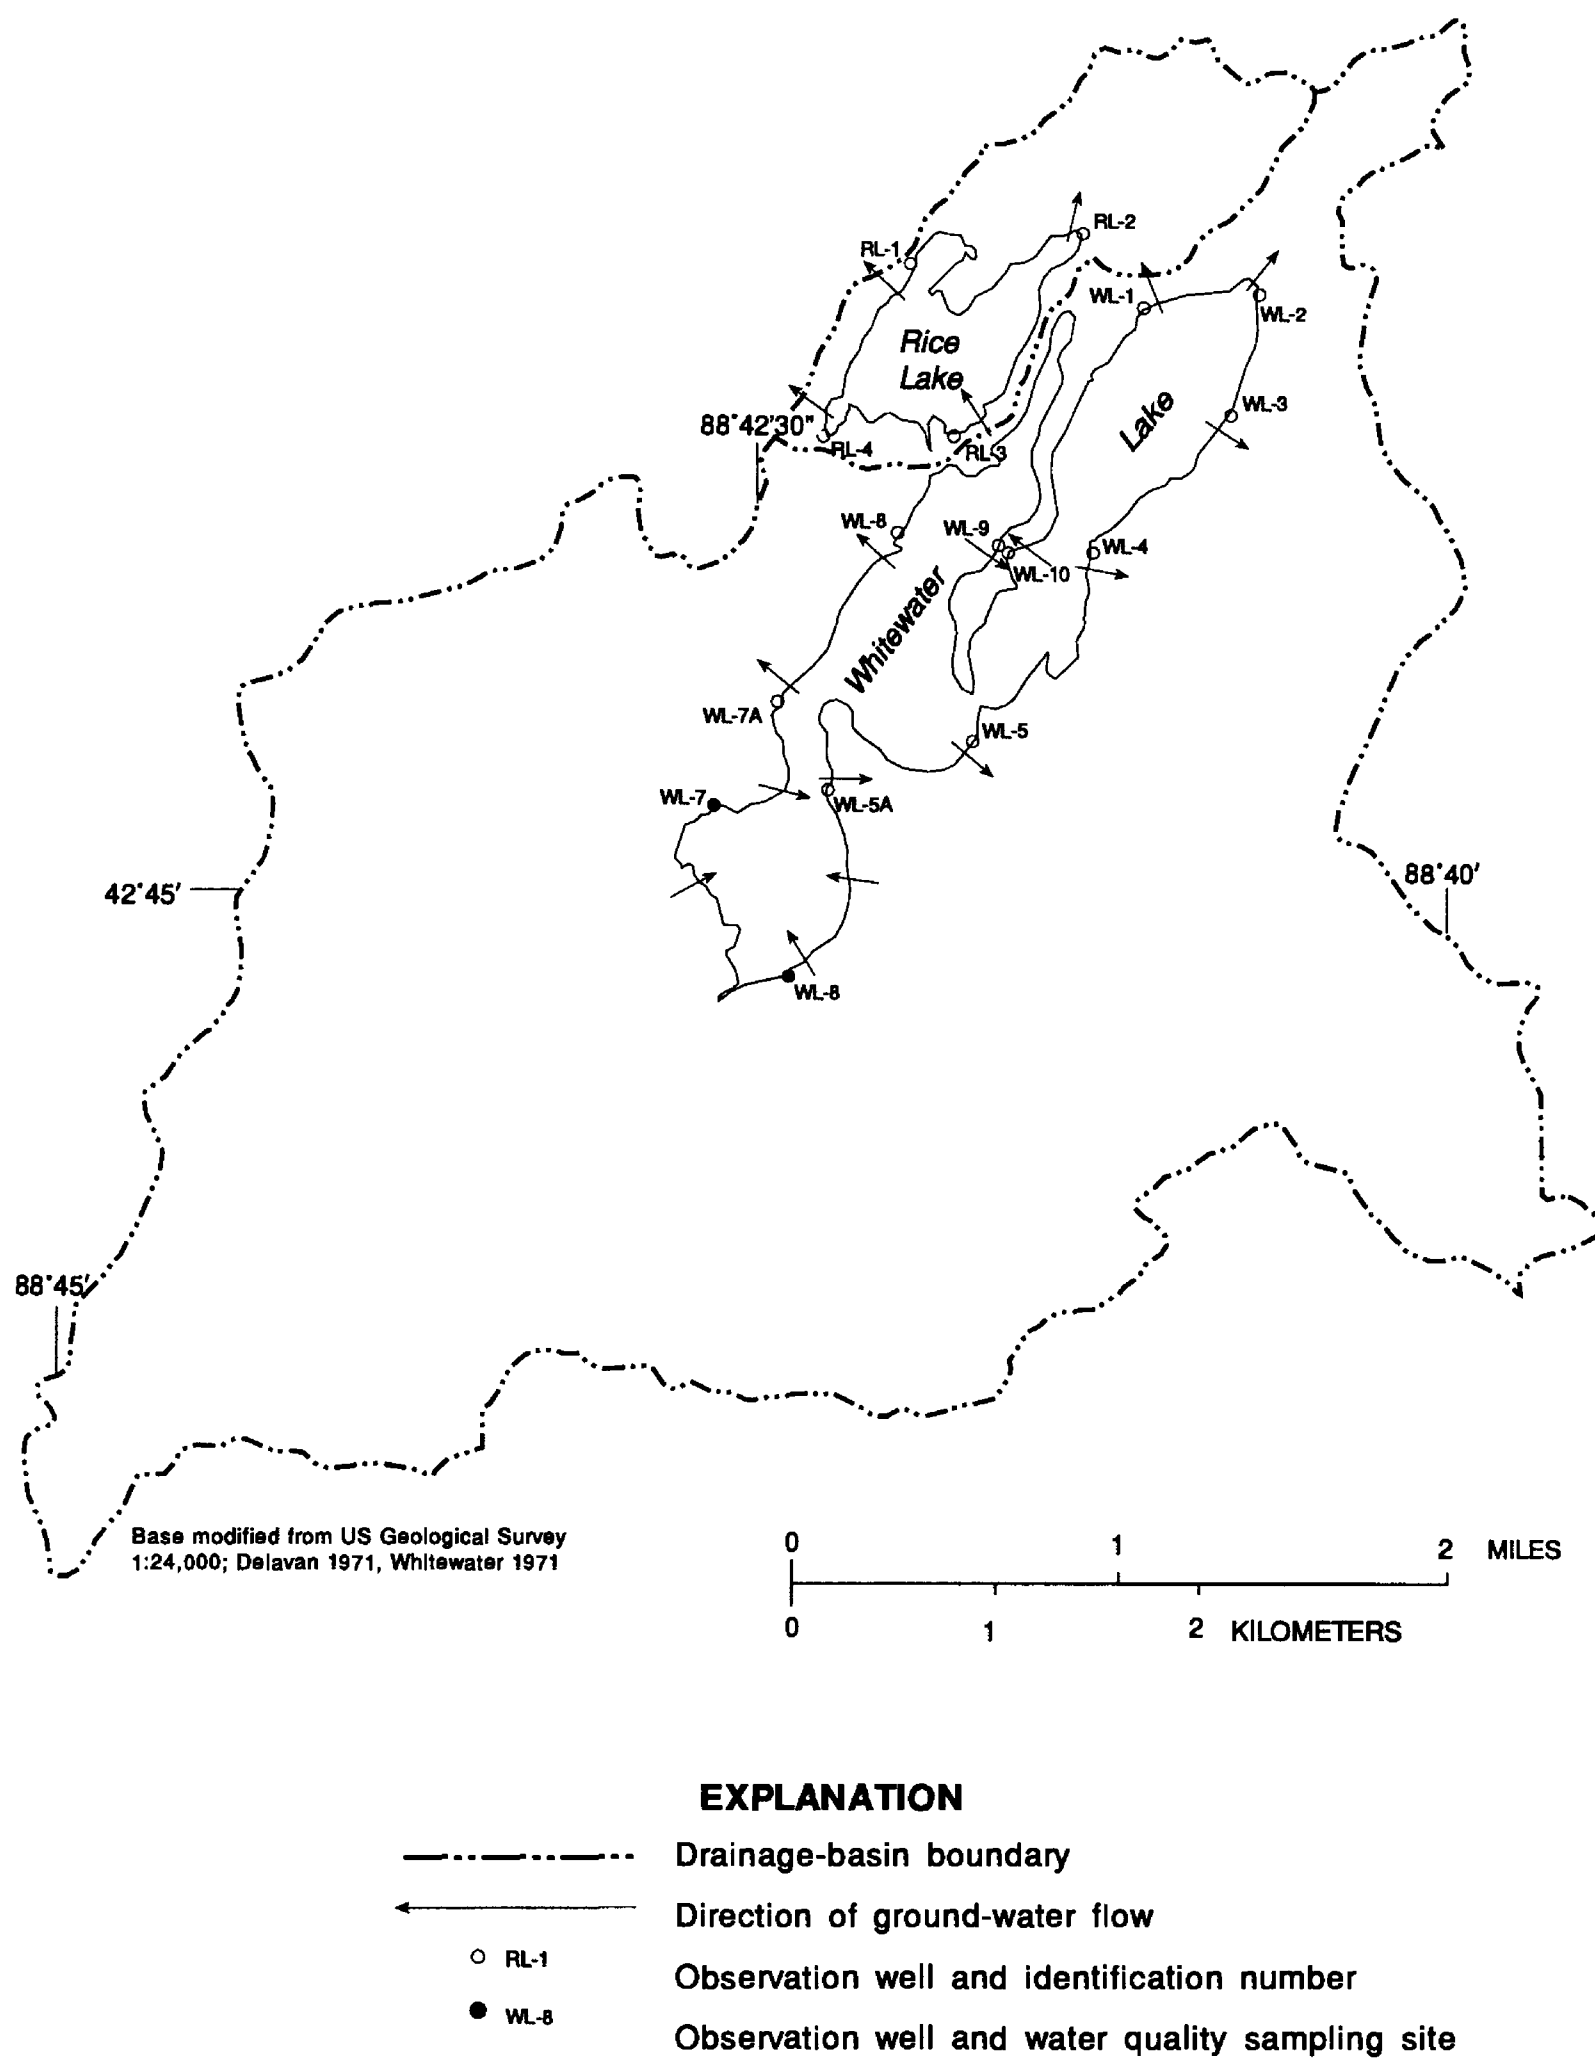 RL-2
RL-1
WL-1
WL-2
Rice
Lake
WL-3
Lake
88°42'30"
RL-4
RL-3
WL-8
WL-9
WL-4
WL-10
Whitewater
WL-7A
WL-5
WL-7
WL-5A
42°45'
88°40'
WL-8
88°45'
Base modified from US Geological Survey
1:24,000; Delavan 1971, Whitewater 1971
0 1 2 MILES
0 1 2 KILOMETERS
EXPLANATION
Drainage-basin boundary
Direction of ground-water flow
RL-1
Observation well and identification number
WL-8
Observation well and water quality sampling site